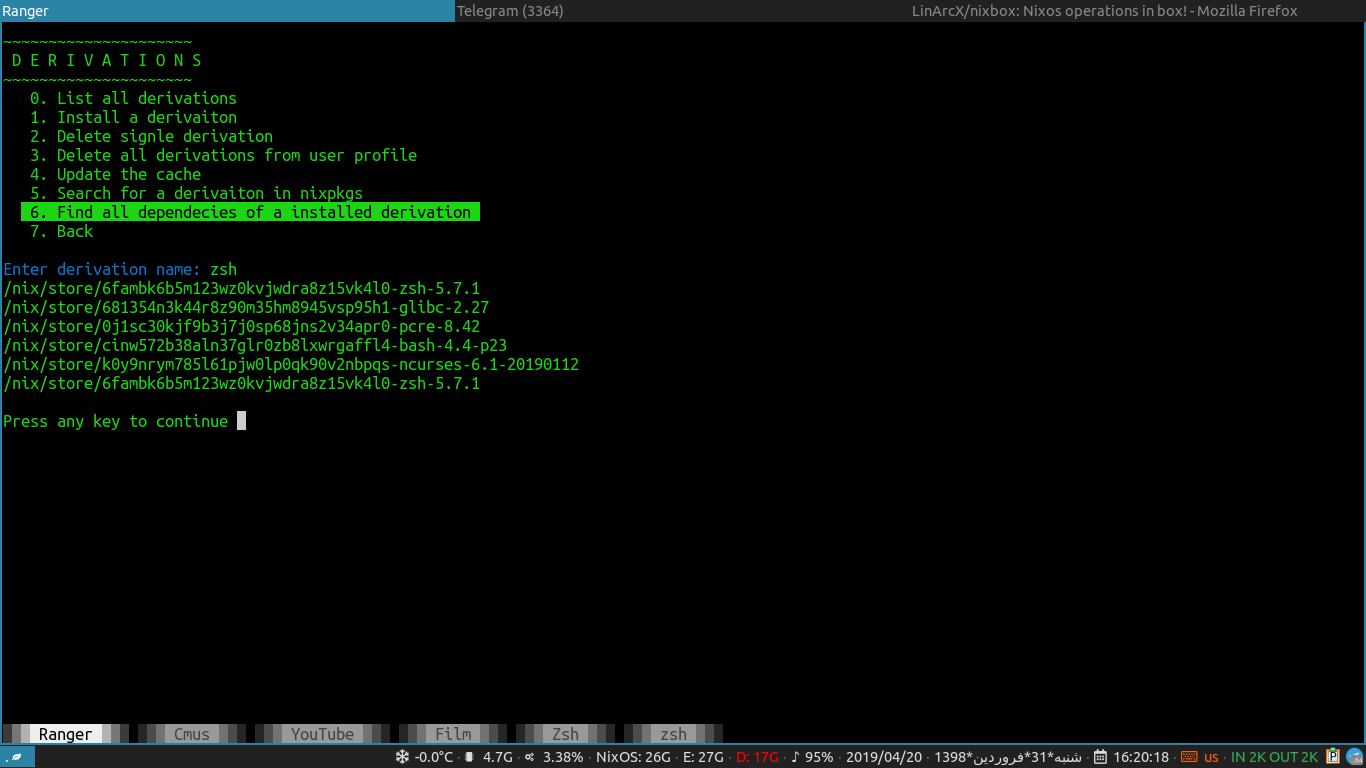 Ranger Telegram (3364) LinArcX/nixbox: Nixos operations in box! - Mozilla Firefox
~~~~~~~~~~~~~~~~~~~~~
D E R I V A T I O N S
~~~~~~~~~~~~~~~~~~~~~
0. List all derivations
1. Install a derivaiton
2. Delete signle derivation
3. Delete all derivations from user profile
4. Update the cache
5. Search for a derivaiton in nixpkgs
6. Find all dependecies of a installed derivation
7. Back
Enter derivation name: zsh
/nix/store/6fambk6b5m123wz0kvjwdra8z15vk4l0-zsh-5.7.1
/nix/store/681354n3k44r8z90m35hm8945vsp95h1-glibc-2.27
/nix/store/0j1sc30kjf9b3j7j0sp68jns2v34apr0-pcre-8.42
/nix/store/cinw572b38aln37glr0zb8lxwrgaffl4-bash-4.4-p23
/nix/store/k0y9nrym785l61pjw0lp0qk90v2nbpqs-ncurses-6.1-20190112
/nix/store/6fambk6b5m123wz0kvjwdra8z15vk4l0-zsh-5.7.1
Press any key to continue
Ranger Cmus YouTube Film Zsh zsh
-0.0°C · 4.7G · 3.38% · NixOS: 26G · E: 27G · D: 17G · ♪ 95% · 2019/04/20 · شنبه*31*فروردین*1398 · 16:20:18 · us · IN 2K OUT 2K